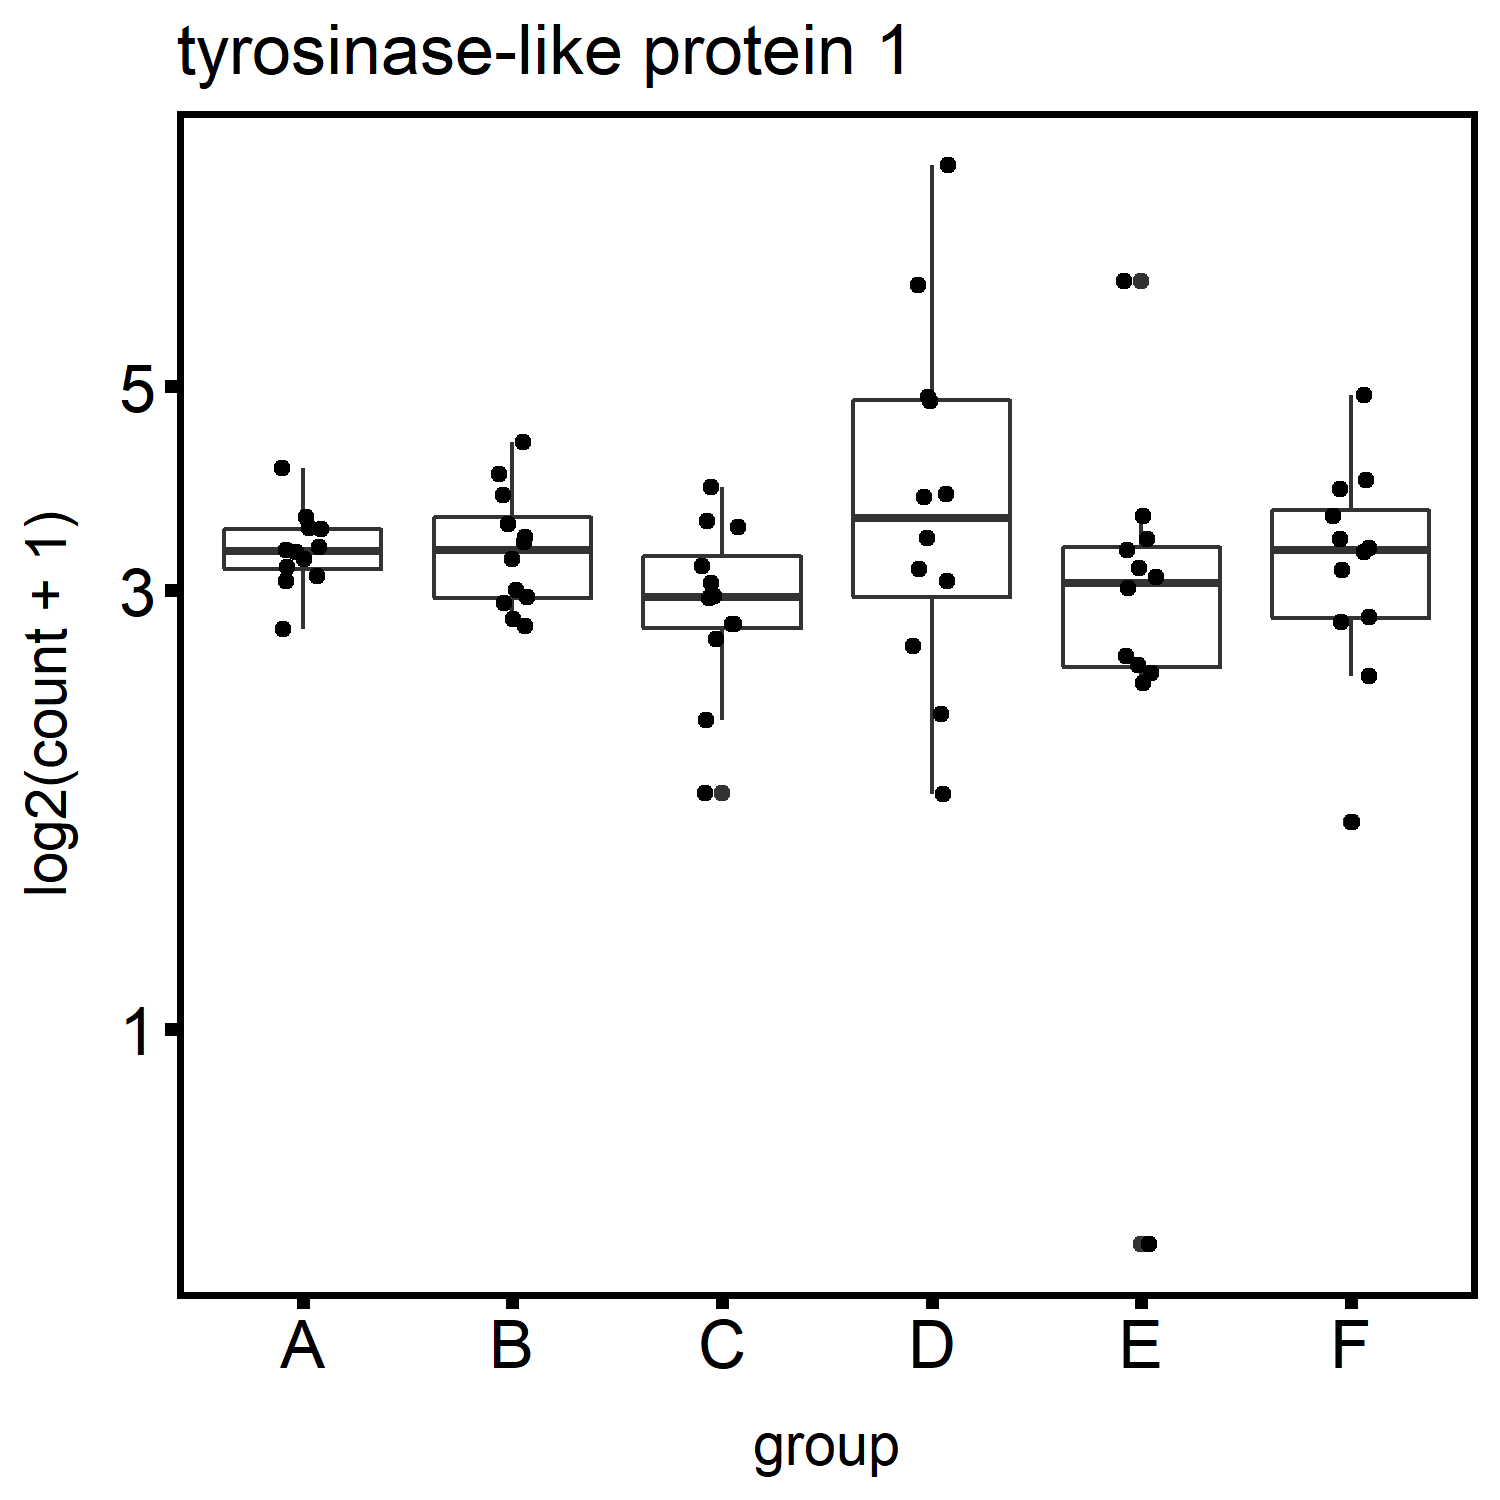 tyrosinase-like protein 1
log2(count + 1)
5
3
1
A B C D E F
group